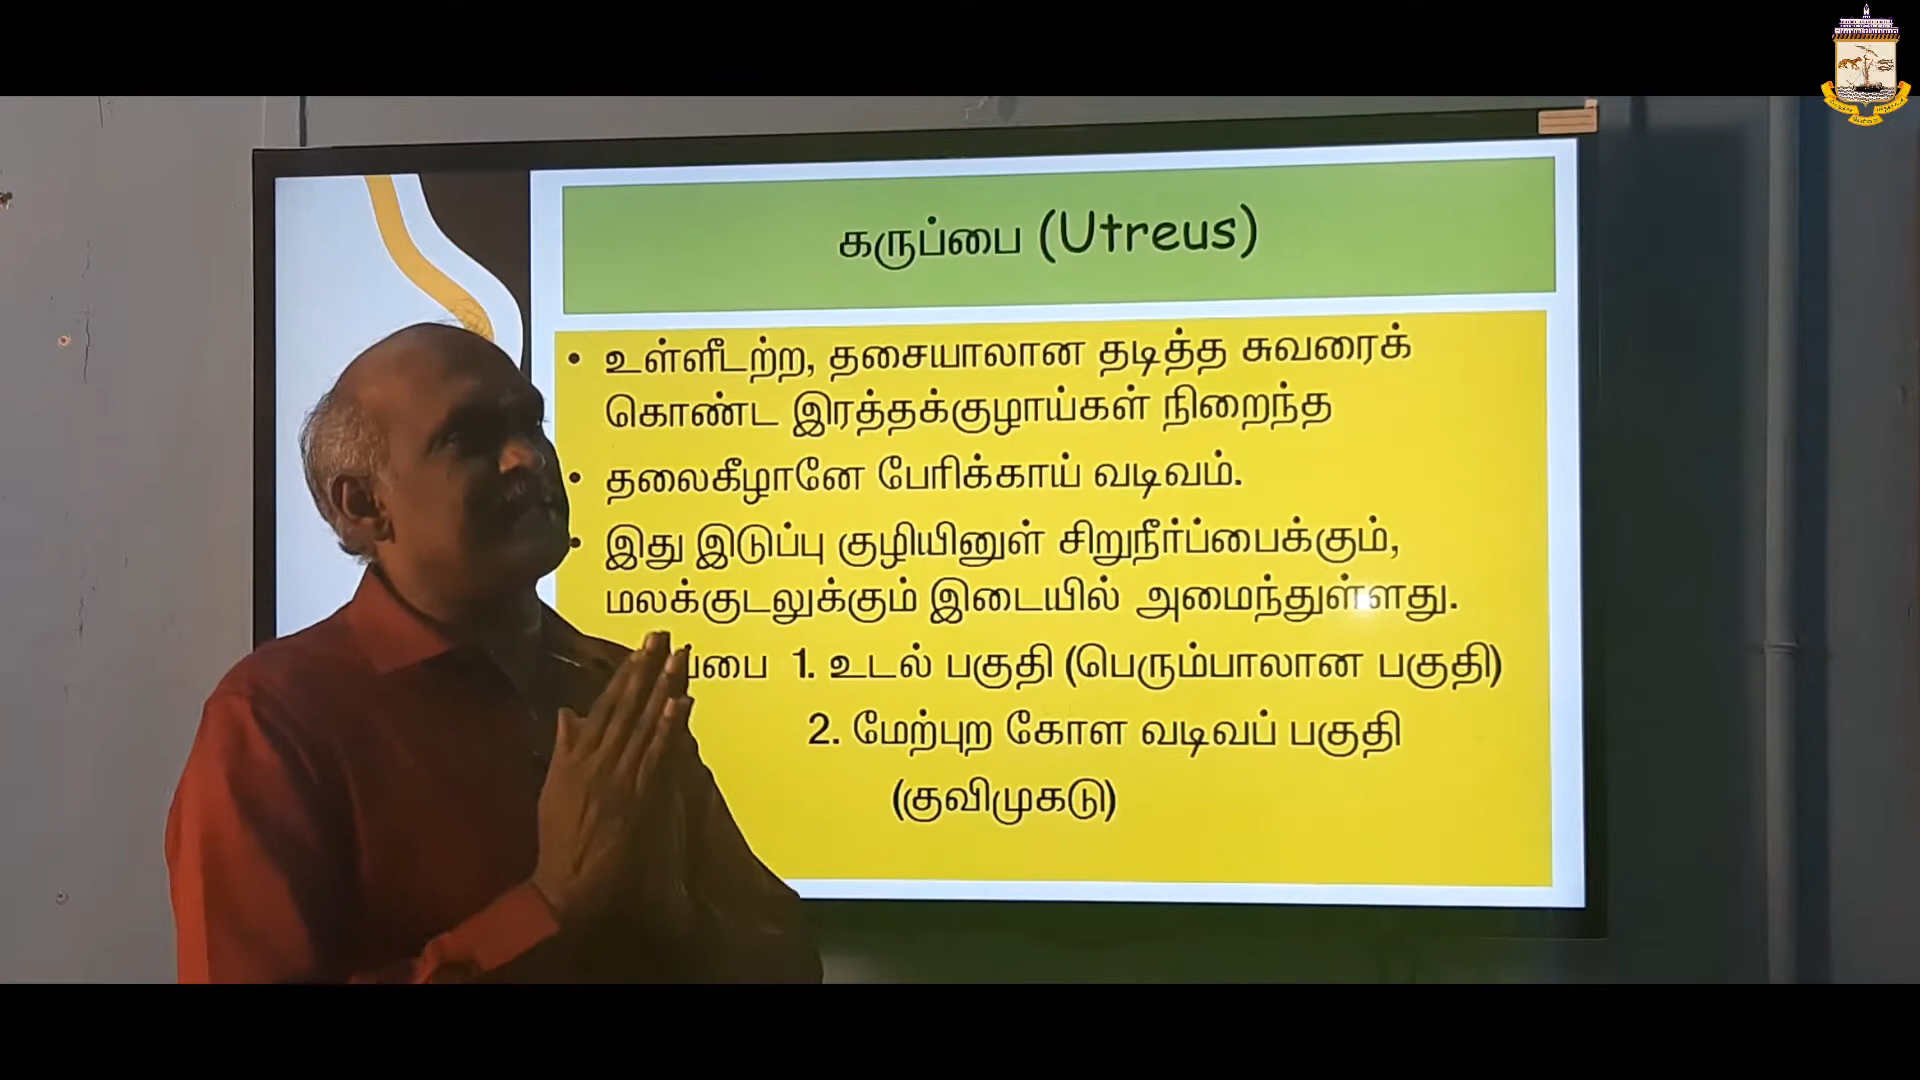 கருப்பை (Utreus)
• உள்ளீடற்ற, தசையாலான தடித்த சுவரைக்
கொண்ட இரத்தக்குழாய்கள் நிறைந்த
• தலைகீழானே பேரிக்காய் வடிவம்.
• இது இடுப்பு குழியினுள் சிறுநீர்ப்பைக்கும்,
மலக்குடலுக்கும் இடையில் அமைந்துள்ளது.
1. உடல் பகுதி (பெரும்பாலான பகுதி)
2. மேற்புற கோள வடிவப் பகுதி
(குவிமுகடு)